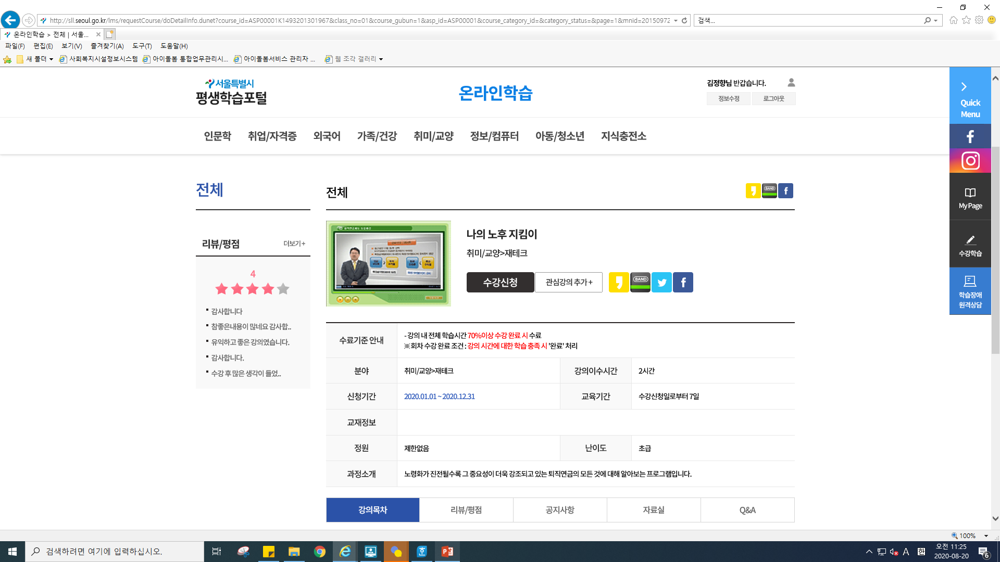 http://sll.seoul.go.kr/lms/requestCourse/doDetailInfo.dunet?course_id=ASP00001K1493201301967&class_no=01&course_gubun=1&asp_id=ASP00001&course_category_id=&category_status=&page=1&mnid=20150972
검색...
온라인학습 > 전체 | 서울...
파일(F) 편집(E) 보기(V) 즐겨찾기(A) 도구(T) 도움말(H)
새 폴더 사회복지시설정보시스템 아이돌봄 통합업무관리시... 아이돌봄서비스 관리자 ... 웹 조각 갤러리
서울특별시
평생학습포털
온라인학습
김정향님 반갑습니다.
정보수정 로그아웃
Quick
Menu
인문학 취업/자격증 외국어 가족/건강 취미/교양 정보/컴퓨터 아동/청소년 지식충전소
My Page
수강학습
학습장애
원격상담
전체
리뷰/평점 더보기 +
4
감사합니다
참좋은내용이 많네요 감사합..
유익하고 좋은 강의였습니다.
감사합니다.
수강 후 많은 생각이 들었..
전체
BAND
나의 노후 지킴이
취미/교양>재테크
수강신청 관심강의 추가 + BAND
수료기준 안내
- 강의 내 전체 학습시간 70%이상 수강 완료 시 수료
※ 회차 수강 완료 조건 : 강의 시간에 대한 학습 충족 시 '완료' 처리
분야 취미/교양>재테크 강의이수시간 2시간
신청기간 2020.01.01 ~ 2020.12.31 교육기간 수강신청일로부터 7일
교재정보
정원 제한없음 난이도 초급
과정소개 노령화가 진전될수록 그 중요성이 더욱 강조되고 있는 퇴직연금의 모든 것에 대해 알아보는 프로그램입니다.
강의목차 리뷰/평점 공지사항 자료실 Q&A
100%
검색하려면 여기에 입력하십시오.
A 한
오전 11:25
2020-08-20
6